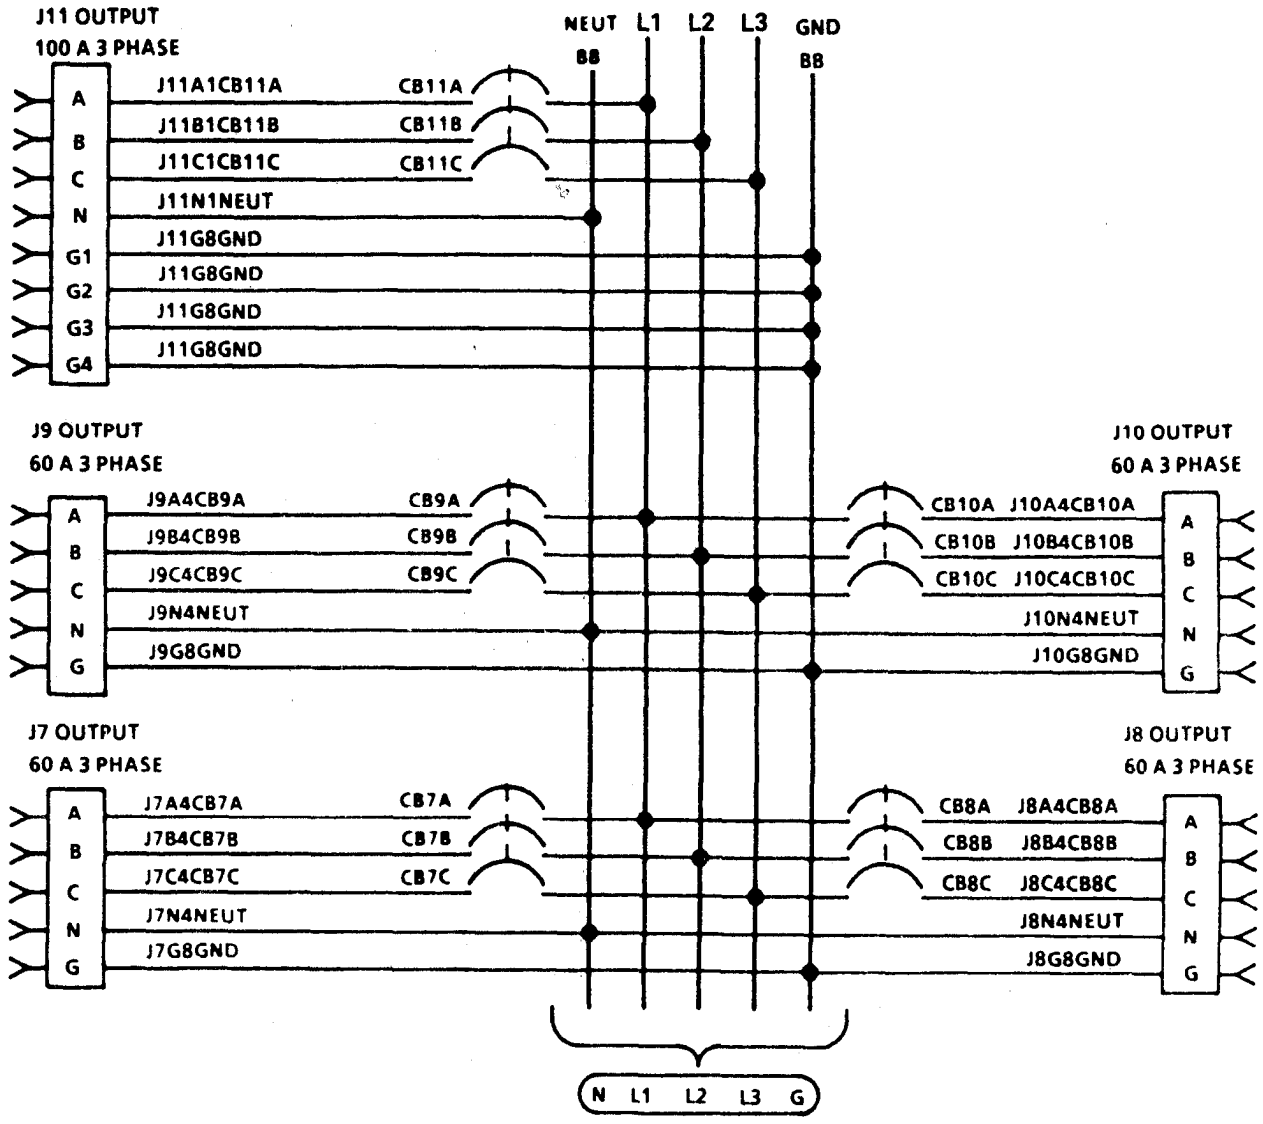 J11 OUTPUT
100 A 3 PHASE
NEUT
BB
L1
L2
L3
GND
BB
A
J11A1CB11A
CB11A
B
J11B1CB11B
CB11B
C
J11C1CB11C
CB11C
N
J11N1NEUT
G1
J11G8GND
G2
J11G8GND
G3
J11G8GND
G4
J11G8GND
J9 OUTPUT
60 A 3 PHASE
A
J9A4CB9A
CB9A
B
J9B4CB9B
CB9B
C
J9C4CB9C
CB9C
N
J9N4NEUT
G
J9G8GND
J10 OUTPUT
60 A 3 PHASE
CB10A
J10A4CB10A
A
CB10B
J10B4CB10B
B
CB10C
J10C4CB10C
C
J10N4NEUT
N
J10G8GND
G
J7 OUTPUT
60 A 3 PHASE
A
J7A4CB7A
CB7A
B
J7B4CB7B
CB7B
C
J7C4CB7C
CB7C
N
J7N4NEUT
G
J7G8GND
J8 OUTPUT
60 A 3 PHASE
CB8A
J8A4CB8A
A
CB8B
J8B4CB8B
B
CB8C
J8C4CB8C
C
J8N4NEUT
N
J8G8GND
G
N L1 L2 L3 G